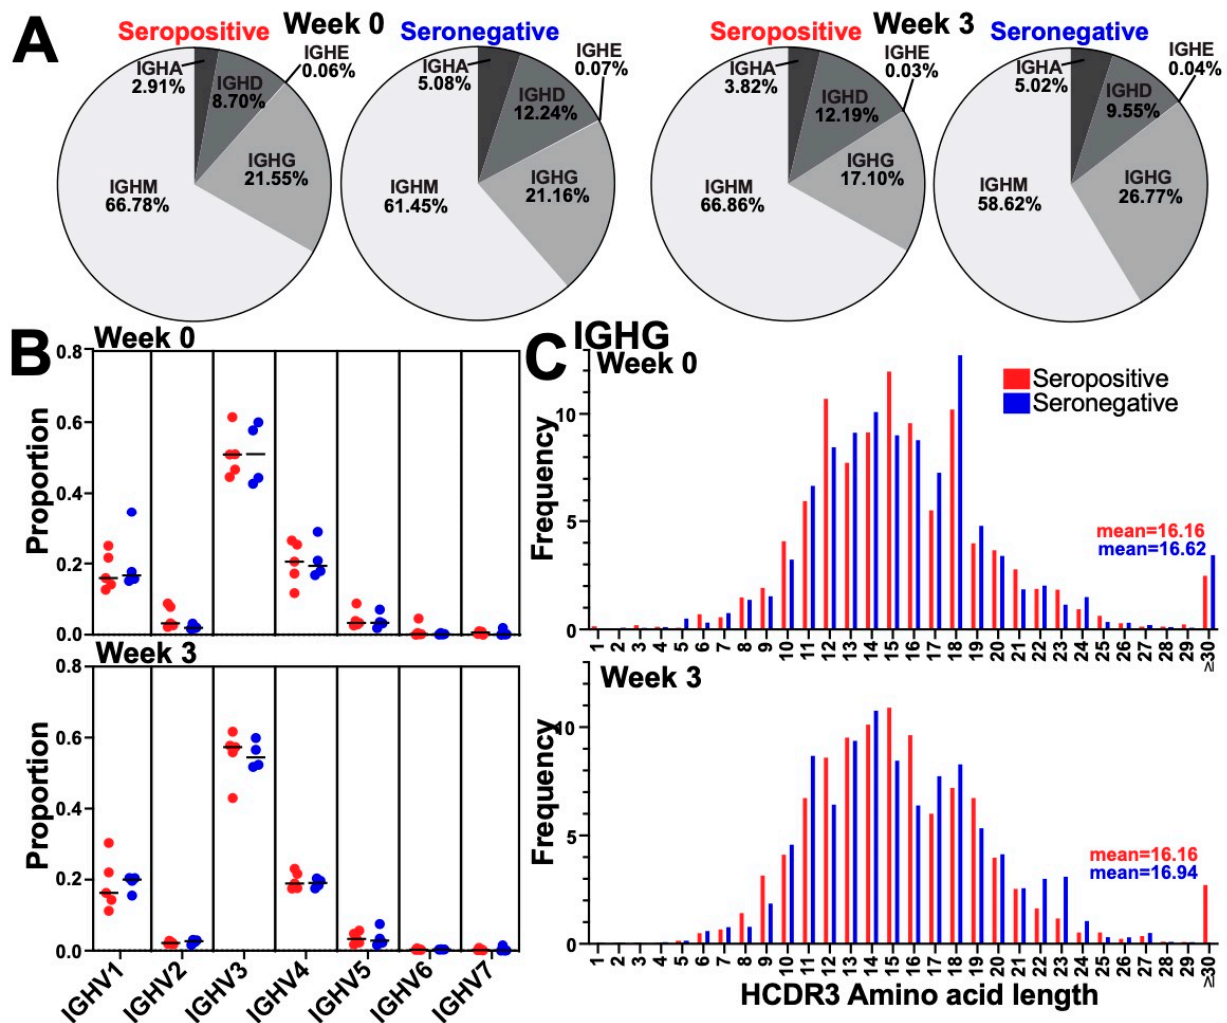 A
Week 0
Seropositive
Seronegative
IGHA
2.91%
IGHD
8.70%
IGHE
0.06%
IGHG
21.55%
IGHM
66.78%
IGHA
5.08%
IGHD
12.24%
IGHE
0.07%
IGHG
21.16%
IGHM
61.45%
Week 3
Seropositive
Seronegative
IGHA
3.82%
IGHD
12.19%
IGHE
0.03%
IGHG
17.10%
IGHM
66.86%
IGHA
5.02%
IGHD
9.55%
IGHE
0.04%
IGHG
26.77%
IGHM
58.62%
B
Week 0
Proportion
0.8
0.6
0.4
0.2
0.0
Week 3
Proportion
0.8
0.6
0.4
0.2
0.0
IGHV1 IGHV2 IGHV3 IGHV4 IGHV5 IGHV6 IGHV7
C IGHG
Week 0
Seropositive
Seronegative
Frequency
10
5
0
mean=16.16
mean=16.62
1 2 3 4 5 6 7 8 9 10 11 12 13 14 15 16 17 18 19 20 21 22 23 24 25 26 27 28 29 ≥30
Week 3
Frequency
10
5
0
mean=16.16
mean=16.94
1 2 3 4 5 6 7 8 9 10 11 12 13 14 15 16 17 18 19 20 21 22 23 24 25 26 27 28 29 ≥30
HCDR3 Amino acid length